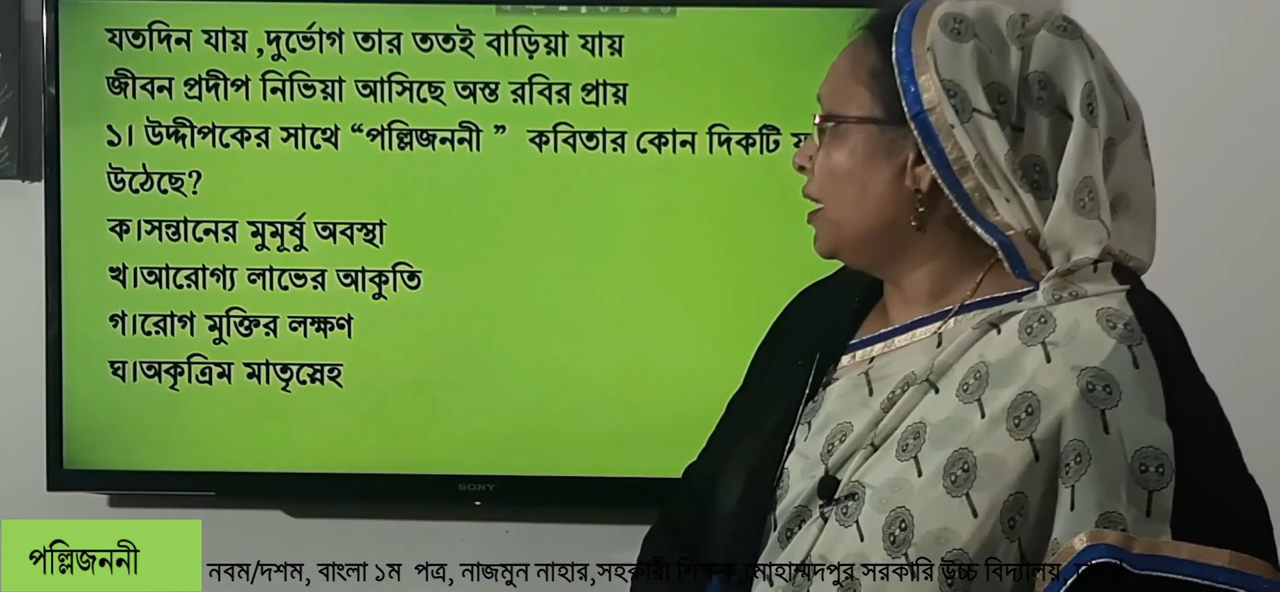 যতদিন যায় ,দুর্ভোগ তার ততই বাড়িয়া যায়
জীবন প্রদীপ নিভিয়া আসিছে অস্ত রবির প্রায়
১। উদ্দীপকের সাথে “পল্লিজননী ” কবিতার কোন দিকটি
উঠেছে?
ক।সন্তানের মুমূর্ষু অবস্থা
খ।আরোগ্য লাভের আকুতি
গ।রোগ মুক্তির লক্ষণ
ঘ।অকৃত্রিম মাতৃস্নেহ
SONY
পল্লিজননী
নবম/দশম, বাংলা ১ম পত্র, নাজমুন নাহার,সহকারী শিক্ষক, মোহাম্মদপুর সরকারি উচ্চ বিদ্যালয়,